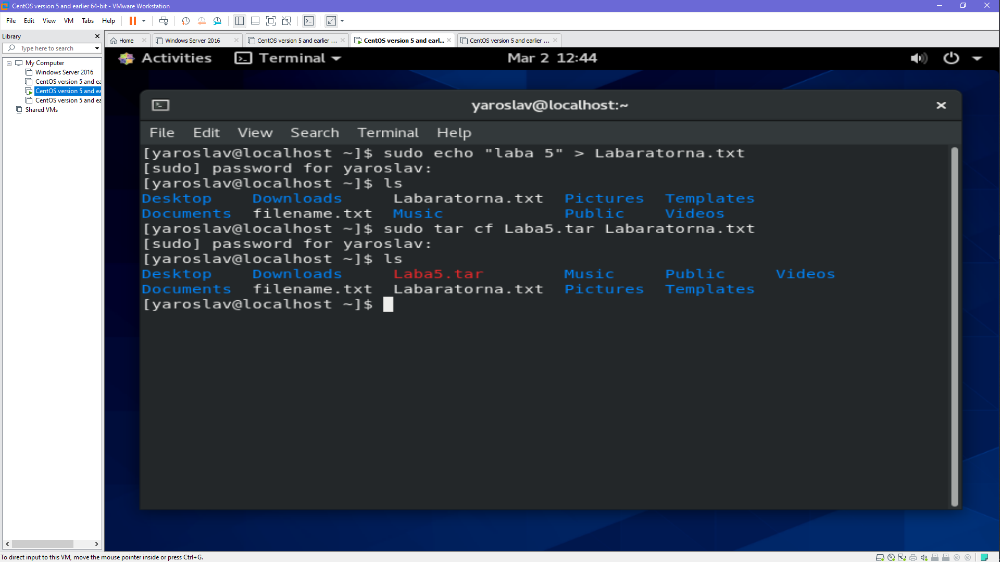 CentOS version 5 and earlier 64-bit - VMware Workstation
File Edit View VM Tabs Help
Library
Type here to search
My Computer
Windows Server 2016
CentOS version 5 and ea
CentOS version 5 and ea
CentOS version 5 and ea
Shared VMs
Home
Windows Server 2016
CentOS version 5 and earlier ...
CentOS version 5 and earl...
CentOS version 5 and earlier ...
Activities Terminal Mar 2 12:44
yaroslav@localhost:~
File Edit View Search Terminal Help
[yaroslav@localhost ~]$ sudo echo "laba 5" > Labaratorna.txt
[sudo] password for yaroslav:
[yaroslav@localhost ~]$ ls
Desktop Downloads Labaratorna.txt Pictures Templates
Documents filename.txt Music Public Videos
[yaroslav@localhost ~]$ sudo tar cf Laba5.tar Labaratorna.txt
[sudo] password for yaroslav:
[yaroslav@localhost ~]$ ls
Desktop Downloads Laba5.tar Music Public Videos
Documents filename.txt Labaratorna.txt Pictures Templates
[yaroslav@localhost ~]$
To direct input to this VM, move the mouse pointer inside or press Ctrl+G.